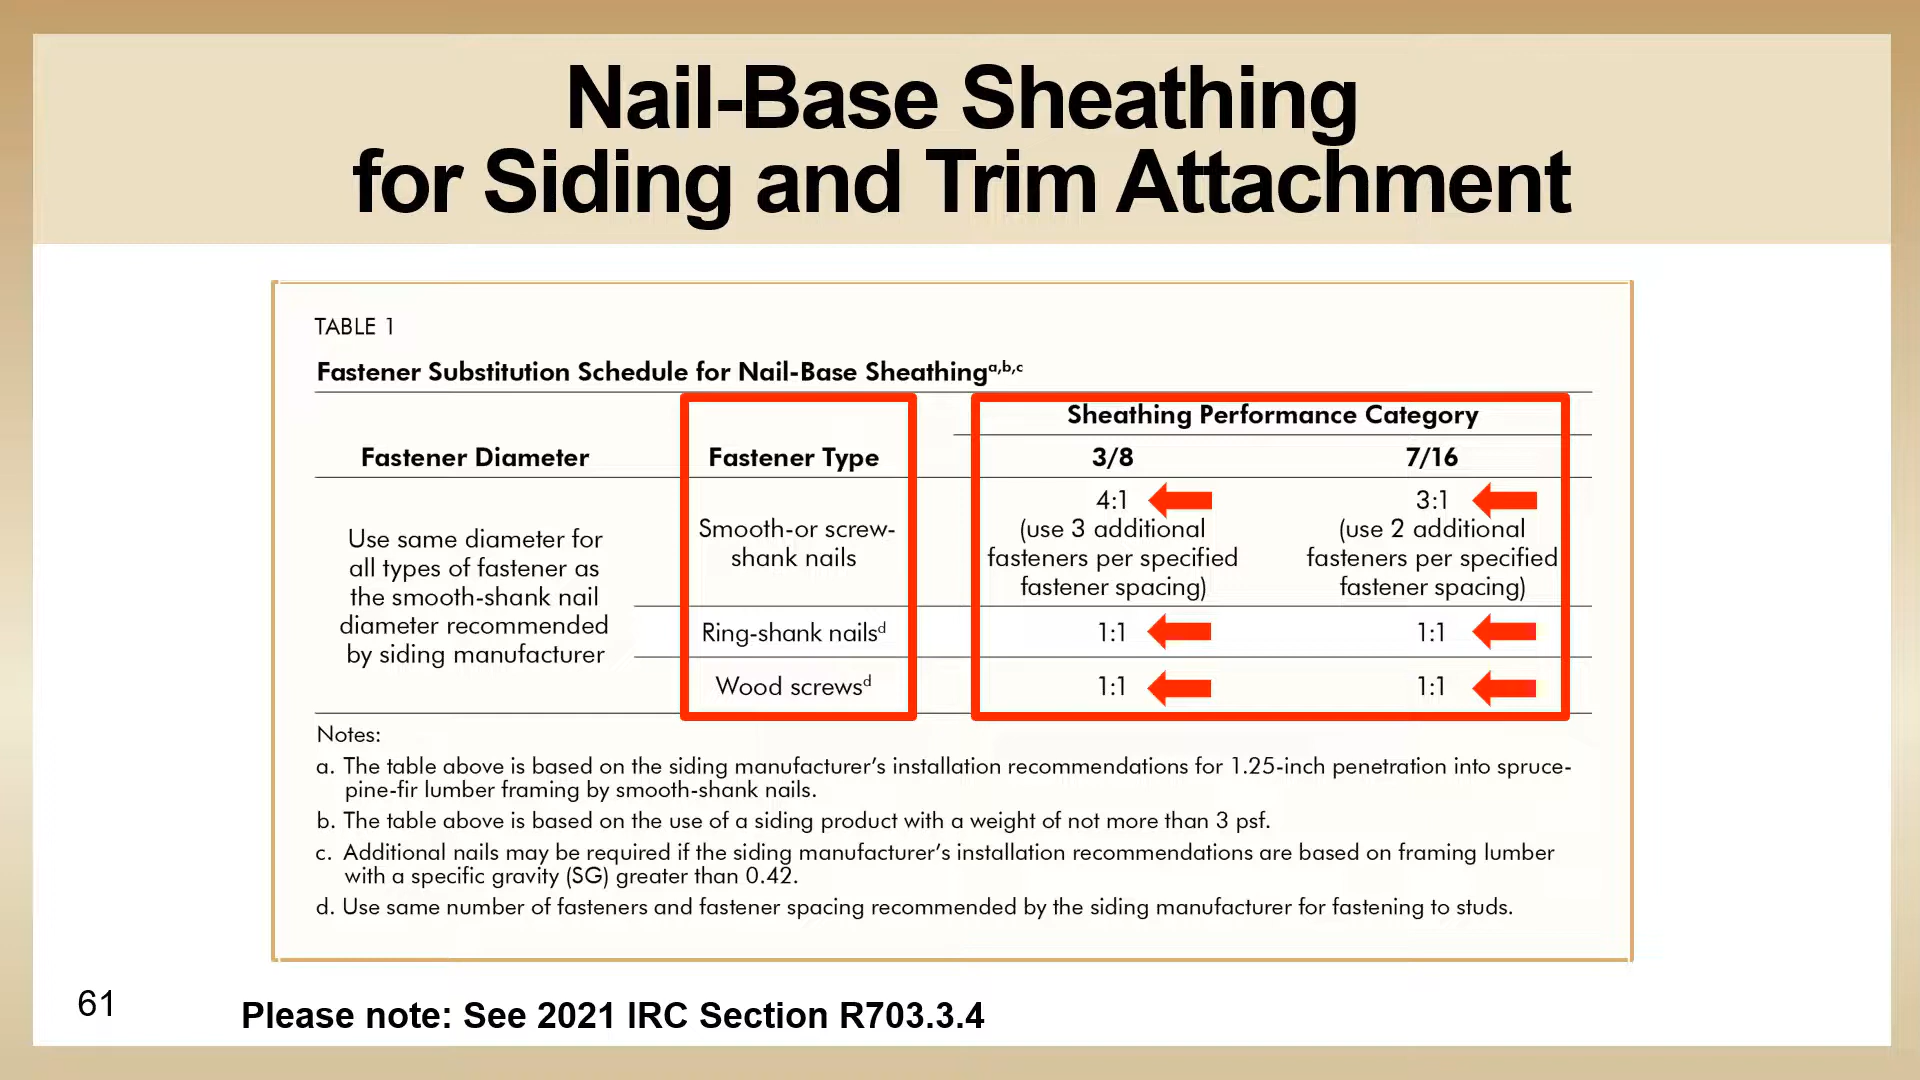 Nail-Base Sheathing
for Siding and Trim Attachment
TABLE 1
Fastener Substitution Schedule for Nail-Base Sheathing^a,b,c
Sheathing Performance Category
Fastener Diameter Fastener Type 3/8 7/16
Use same diameter for
all types of fastener as
the smooth-shank nail
diameter recommended
by siding manufacturer
Smooth-or screw-
shank nails
4:1
(use 3 additional
fasteners per specified
fastener spacing)
3:1
(use 2 additional
fasteners per specified
fastener spacing)
Ring-shank nails^d 1:1 1:1
Wood screws^d 1:1 1:1
Notes:
a. The table above is based on the siding manufacturer’s installation recommendations for 1.25-inch penetration into spruce-
pine-fir lumber framing by smooth-shank nails.
b. The table above is based on the use of a siding product with a weight of not more than 3 psf.
c. Additional nails may be required if the siding manufacturer’s installation recommendations are based on framing lumber
with a specific gravity (SG) greater than 0.42.
d. Use same number of fasteners and fastener spacing recommended by the siding manufacturer for fastening to studs.
61
Please note: See 2021 IRC Section R703.3.4